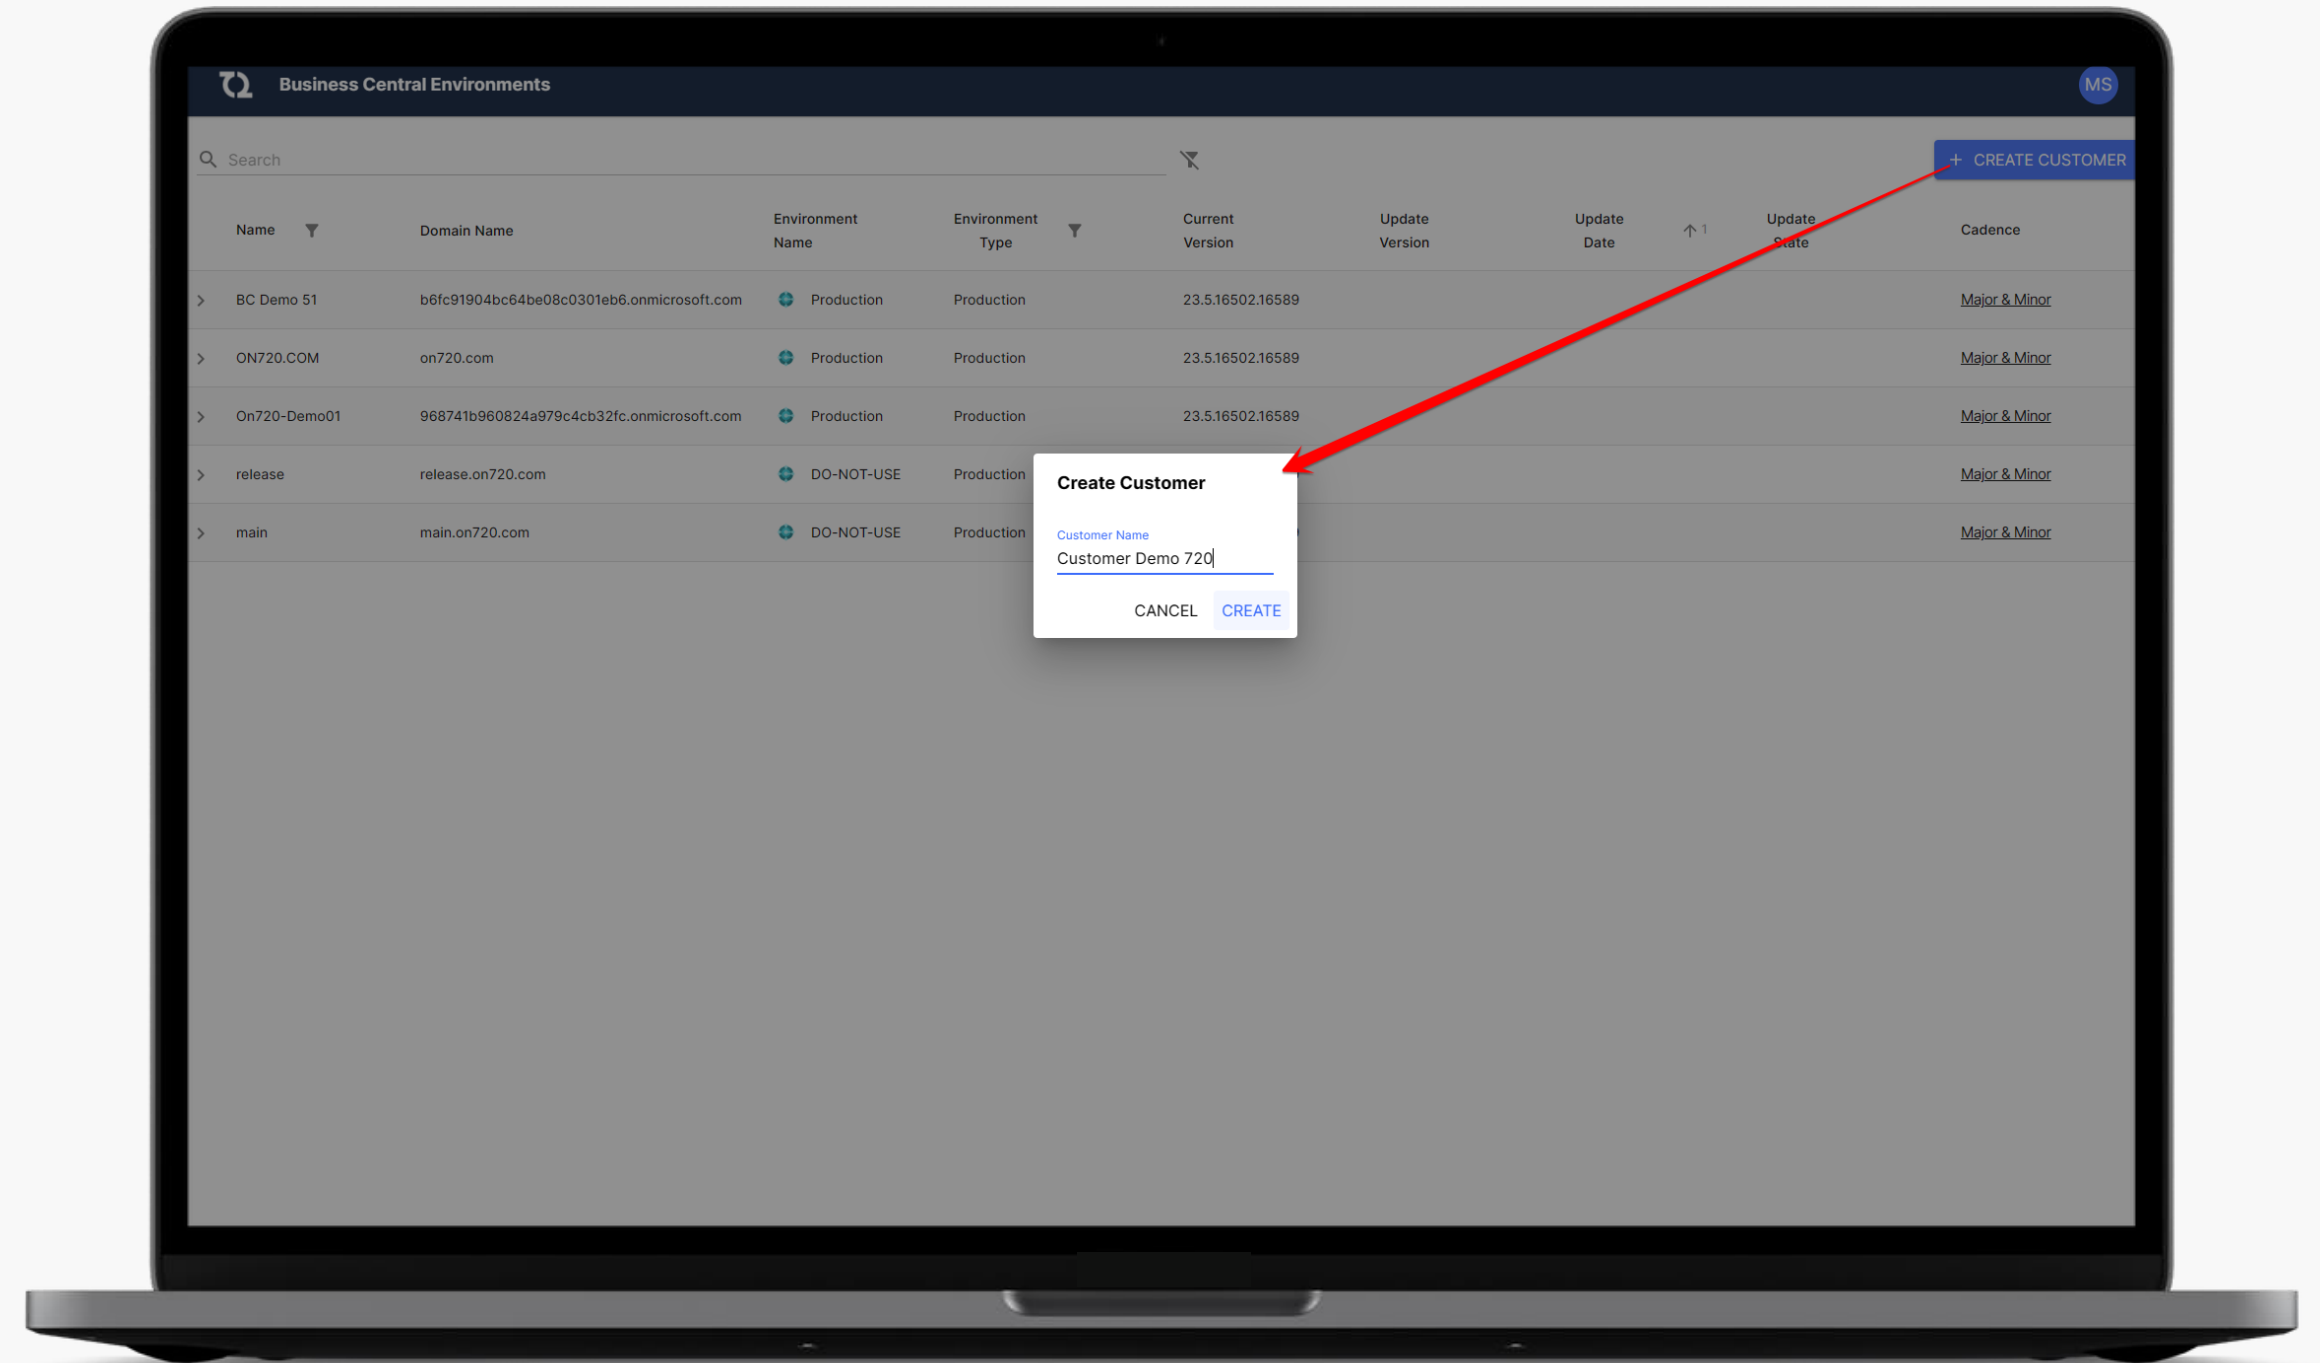 Business Central Environments
MS
Search
+ CREATE CUSTOMER
Name
Domain Name
Environment
Name
Environment
Type
Current
Version
Update
Version
Update
Date
1
Update
State
Cadence
BC Demo 51 b6fc91904bc64be08c0301eb6.onmicrosoft.com Production Production 23.5.16502.16589 Major & Minor
ON720.COM on720.com Production Production 23.5.16502.16589 Major & Minor
On720-Demo01 968741b960824a979c4cb32fc.onmicrosoft.com Production Production 23.5.16502.16589 Major & Minor
release release.on720.com DO-NOT-USE Production Major & Minor
main main.on720.com DO-NOT-USE Production Major & Minor
Create Customer
Customer Name
Customer Demo 720
CANCEL CREATE